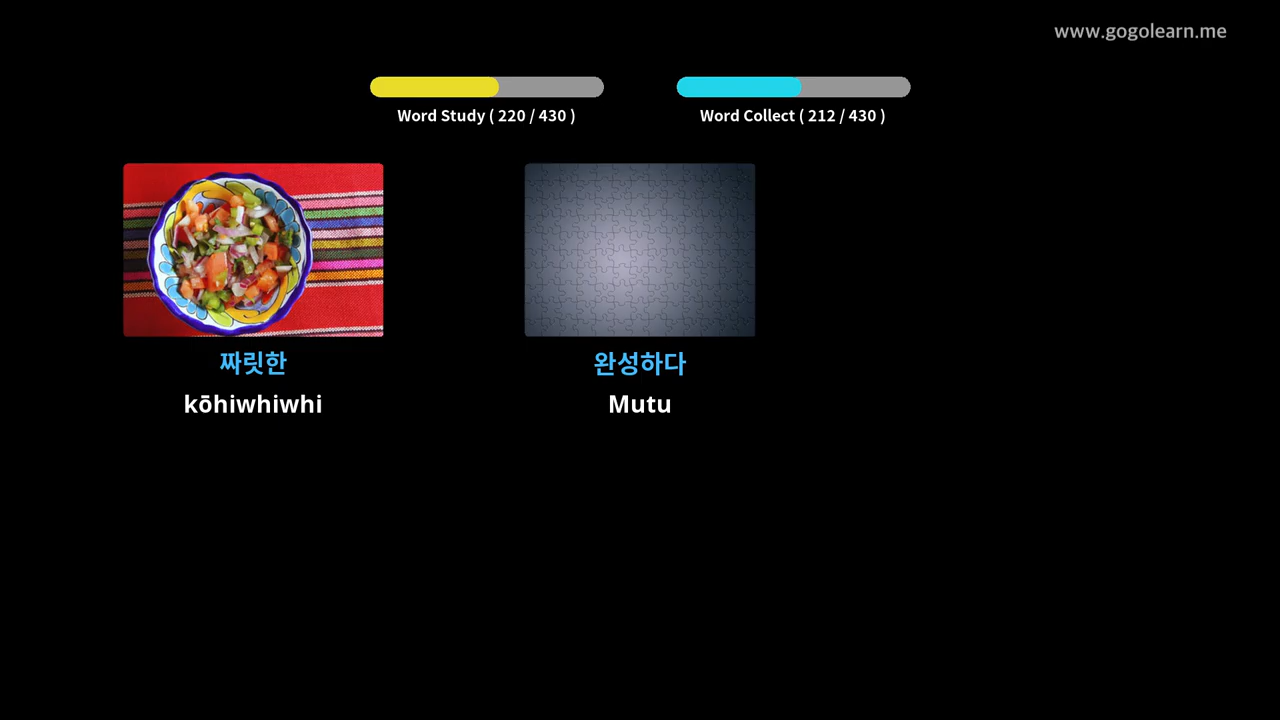 www.gogolearn.me
Word Study ( 220 / 430 )
Word Collect ( 212 / 430 )
짜릿한
kōhiwhiwhi
완성하다
Mutu